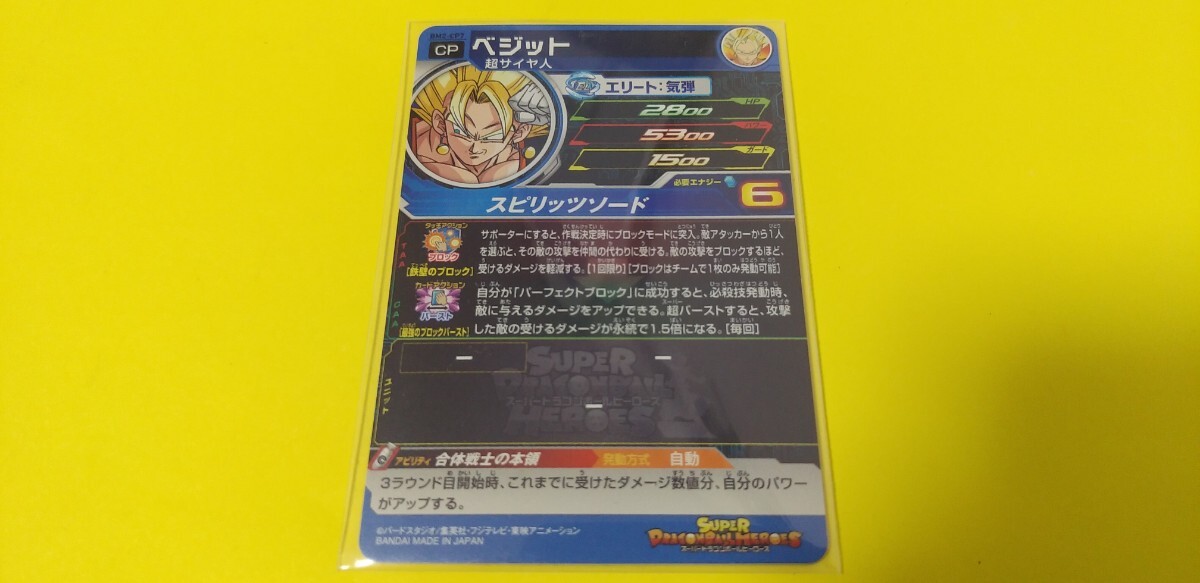 BM2-CP7
CP
ベジット
超サイヤ人
エリート:気弾
HP
2800
パワー
5300
ガード
1500
必要エナジー
6
スピリッツソード
TAA
タッチアクション
ブロック
[鉄壁のブロック]
サポーターにすると、作戦決定時にブロックモードに突入。敵アタッカーから1人
を選ぶと、その敵の攻撃を仲間の代わりに受ける。敵の攻撃をブロックするほど、
受けるダメージを軽減する。[1回限り][ブロックはチームで1枚のみ発動可能]
CAA
カードアクション
バースト
[最強のブロックバースト]
自分が「パーフェクトブロック」に成功すると、必殺技発動時、
敵に与えるダメージをアップできる。超バーストすると、攻撃
した敵の受けるダメージが永続で1.5倍になる。[毎回]
ユニット
ー
ー
ー
SUPER
DRAGONBALL
スーパードラゴンボールヒーローズ
HEROES
アビリティ 合体戦士の本領 発動方式 自動
3ラウンド目開始時、これまでに受けたダメージ数値分、自分のパワー
がアップする。
©バードスタジオ/集英社・フジテレビ・東映アニメーション
BANDAI MADE IN JAPAN
SUPER
DRAGONBALL HEROES
スーパードラゴンボールヒーローズ